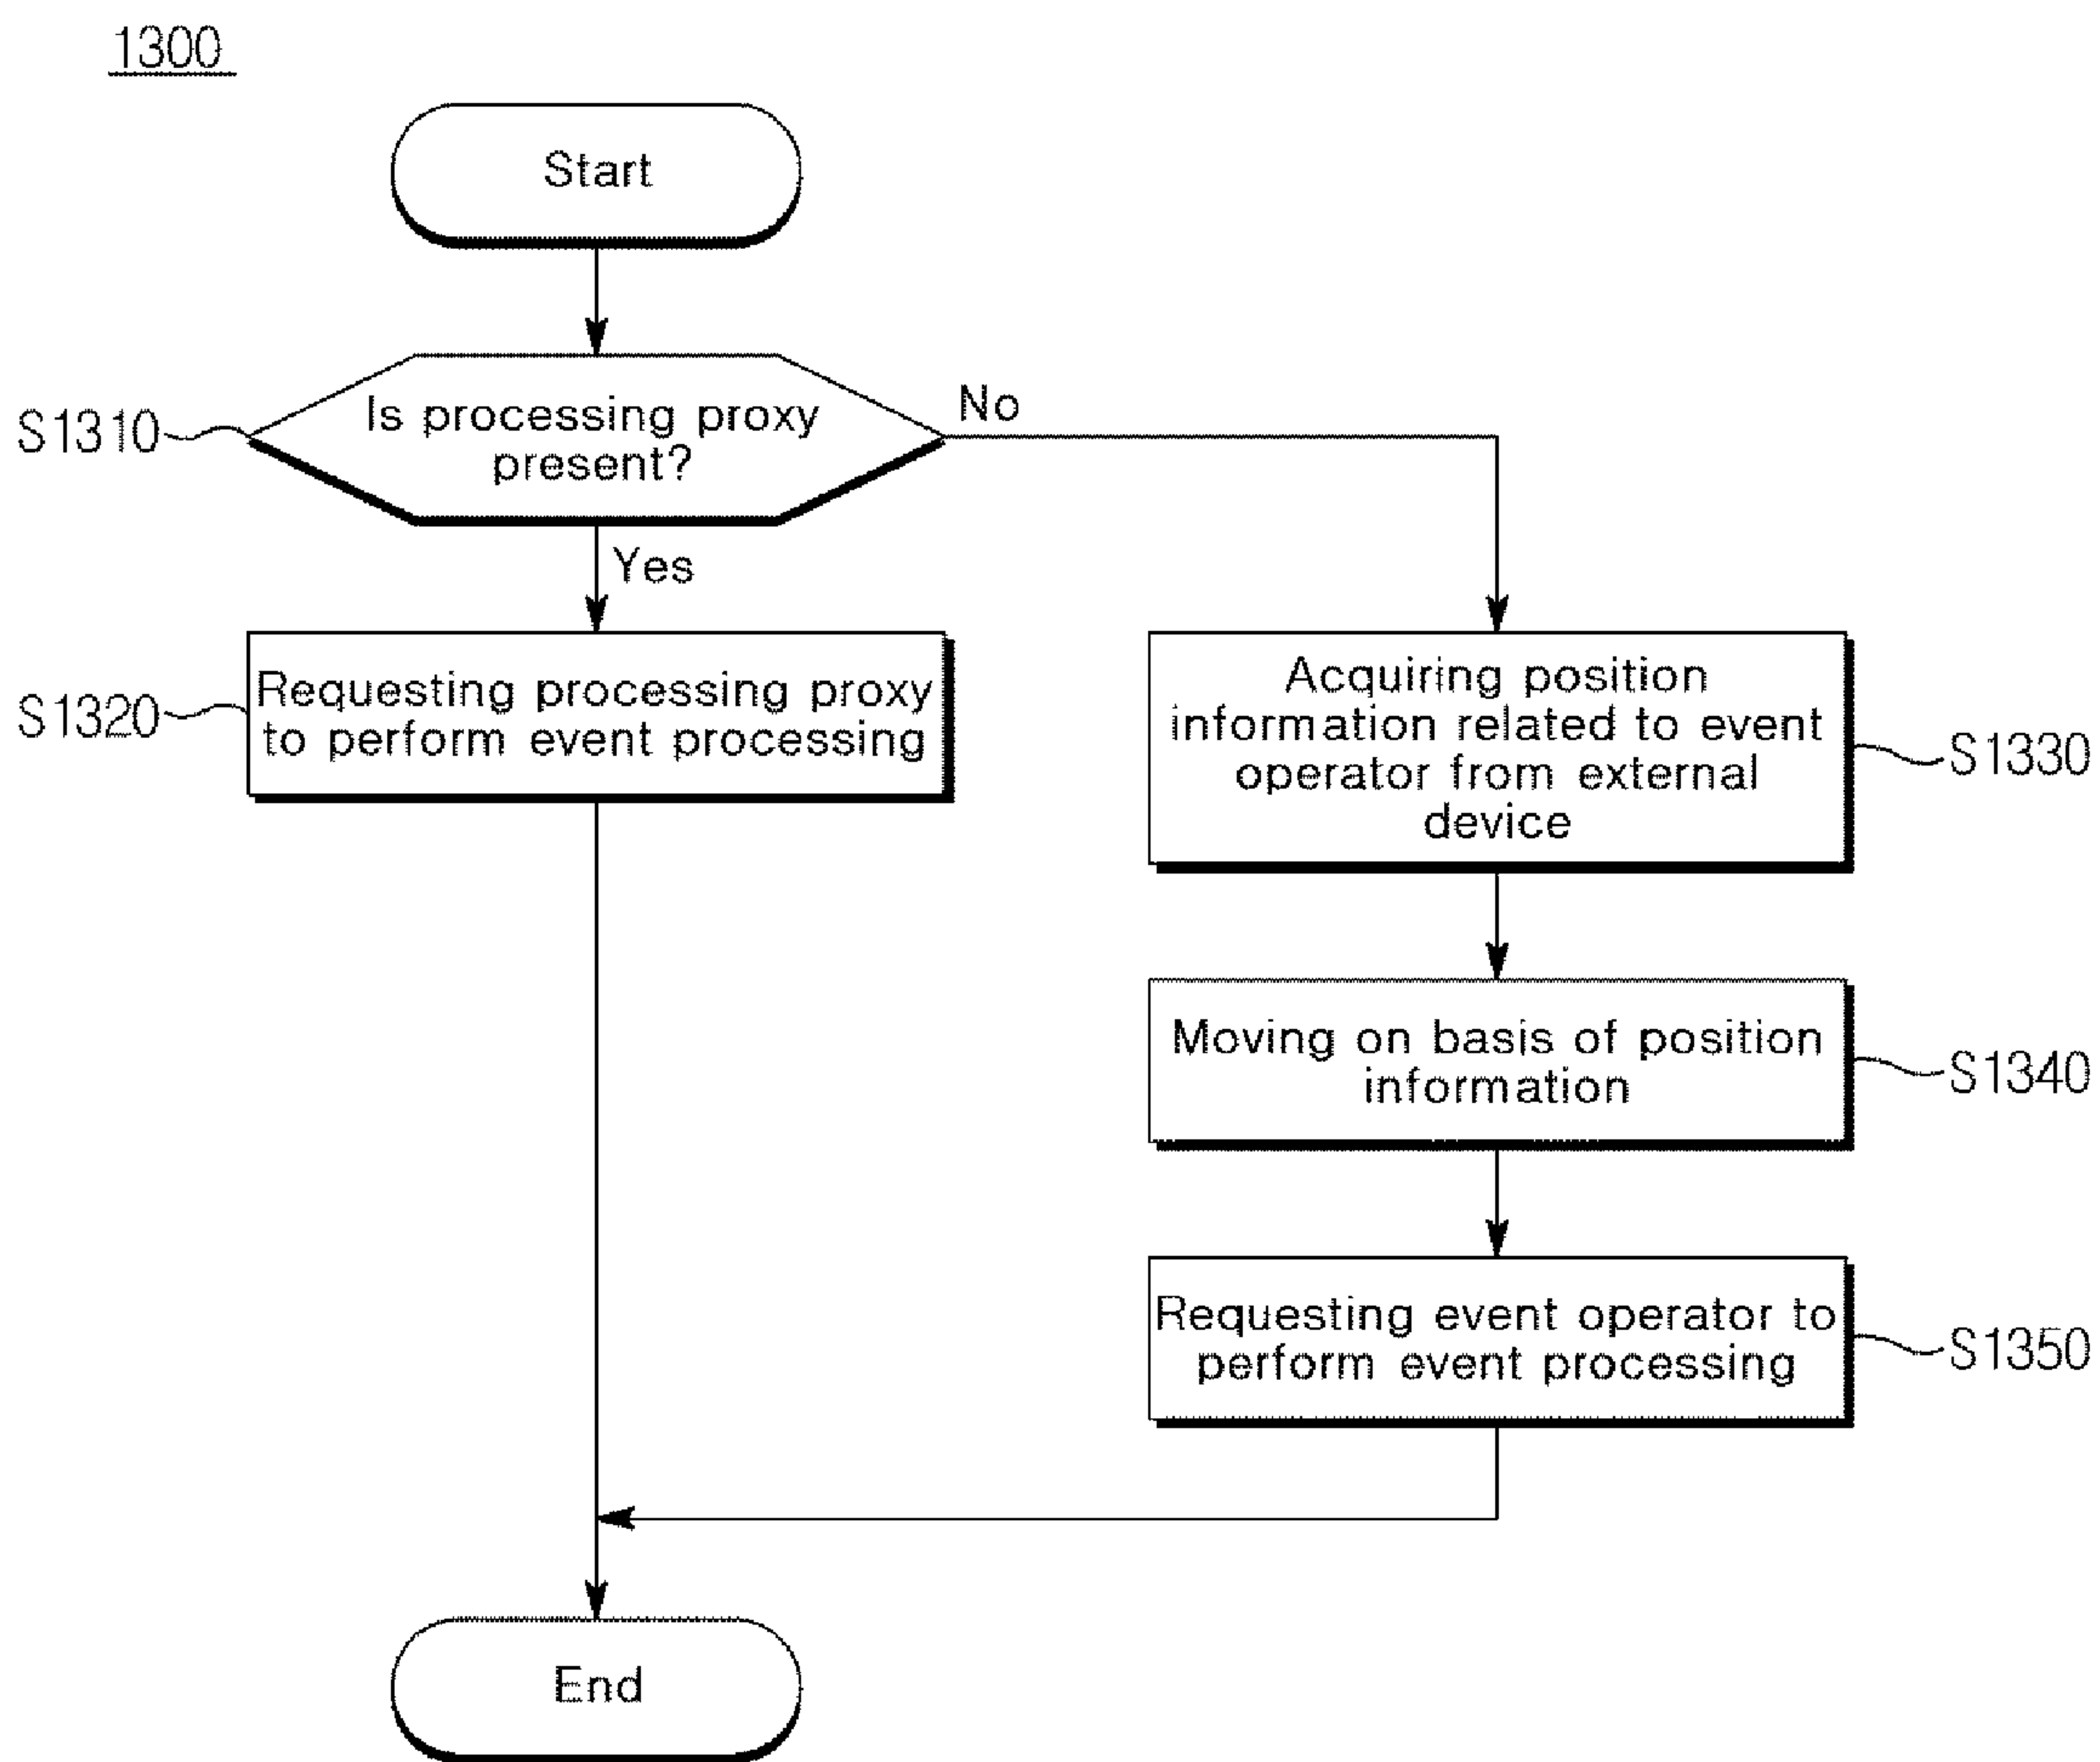 1300
Start
S1310
Is processing proxy
present?
No
Yes
S1320
Requesting processing proxy
to perform event processing
Acquiring position
information related to event
operator from external
device
S1330
Moving on basis of position
information
S1340
Requesting event operator to
perform event processing
S1350
End